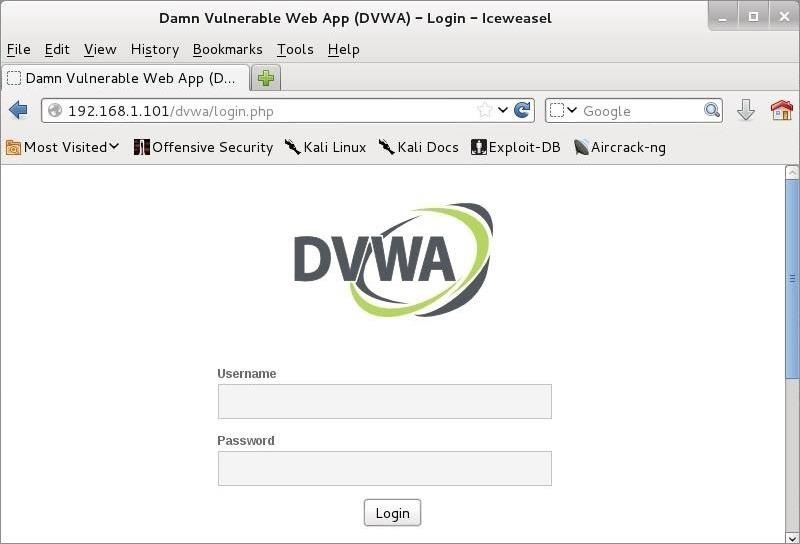 Damn Vulnerable Web App (DVWA) – Login – Iceweasel
File Edit View History Bookmarks Tools Help
Damn Vulnerable Web App (D...
192.168.1.101/dvwa/login.php Google
Most Visited Offensive Security Kali Linux Kali Docs Exploit-DB Aircrack-ng
DVWA
Username
Password
Login